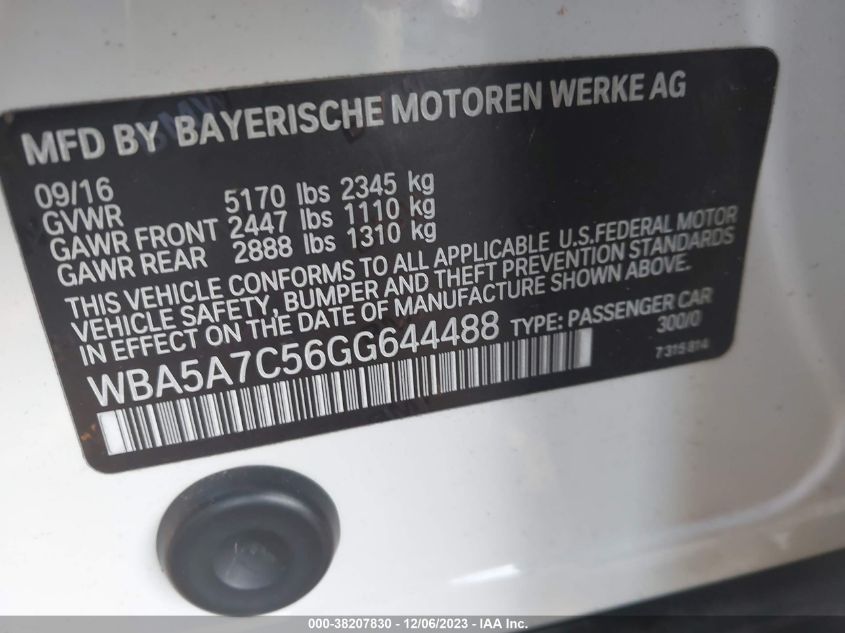 MFD BY BAYERISCHE MOTOREN WERKE AG
09/16
GVWR 5170 lbs 2345 kg
GAWR FRONT 2447 lbs 1110 kg
GAWR REAR 2888 lbs 1310 kg
THIS VEHICLE CONFORMS TO ALL APPLICABLE U.S.FEDERAL MOTOR
VEHICLE SAFETY, BUMPER AND THEFT PREVENTION STANDARDS
IN EFFECT ON THE DATE OF MANUFACTURE SHOWN ABOVE.
WBA5A7C56GG644488 TYPE: PASSENGER CAR
300/0
7 315 814
000-38207830 - 12/06/2023 - IAA Inc.